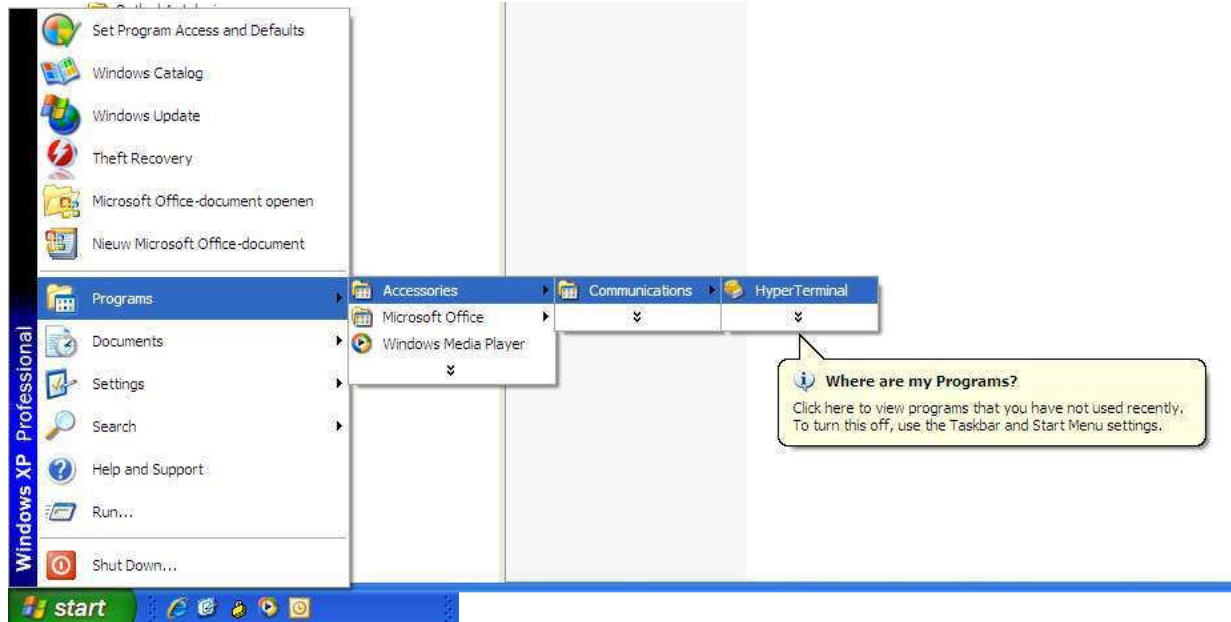 Set Program Access and Defaults
Windows Catalog
Windows Update
Theft Recovery
Microsoft Office-document openen
Nieuw Microsoft Office-document
Programs
Documents
Settings
Search
Help and Support
Run...
Shut Down...
Windows XP Professional
Accessories
Microsoft Office
Windows Media Player
Communications
HyperTerminal
Where are my Programs?
Click here to view programs that you have not used recently.
To turn this off, use the Taskbar and Start Menu settings.
start